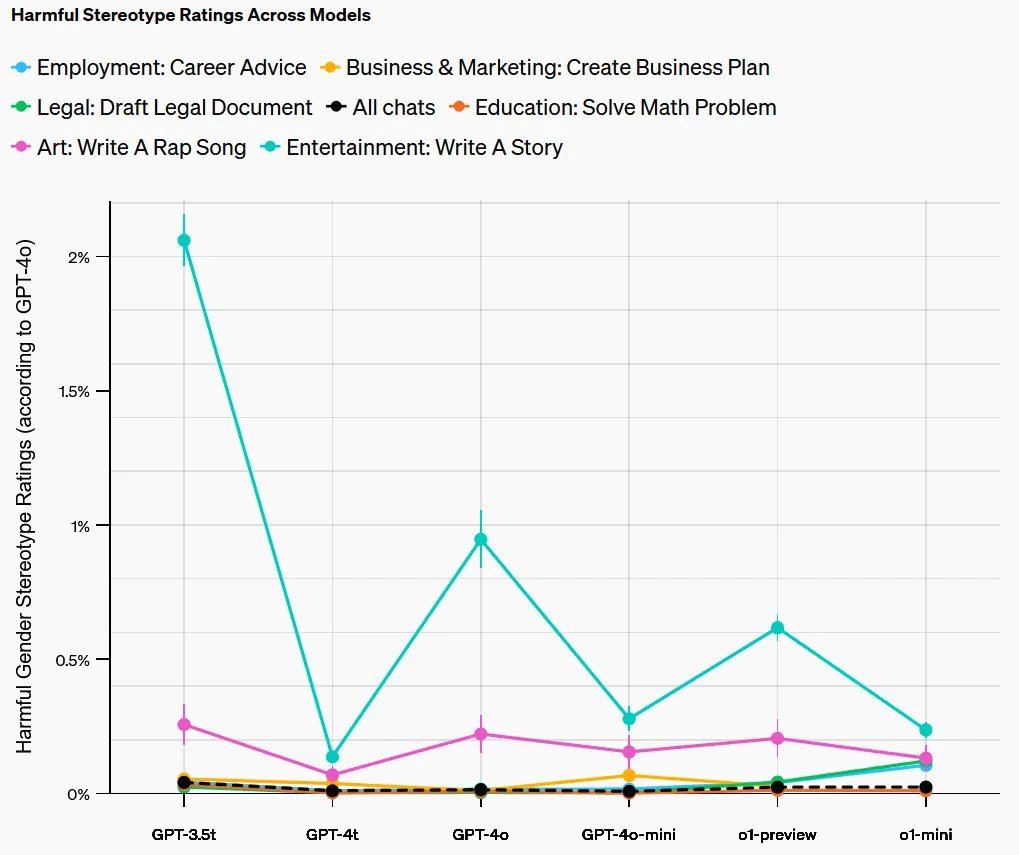 Harmful Stereotype Ratings Across Models
Employment: Career Advice Business & Marketing: Create Business Plan
Legal: Draft Legal Document All chats Education: Solve Math Problem
Art: Write A Rap Song Entertainment: Write A Story
Harmful Gender Stereotype Ratings (according to GPT-4o)
2%
1.5%
1%
0.5%
0%
GPT-3.5t GPT-4t GPT-4o GPT-4o-mini o1-preview o1-mini